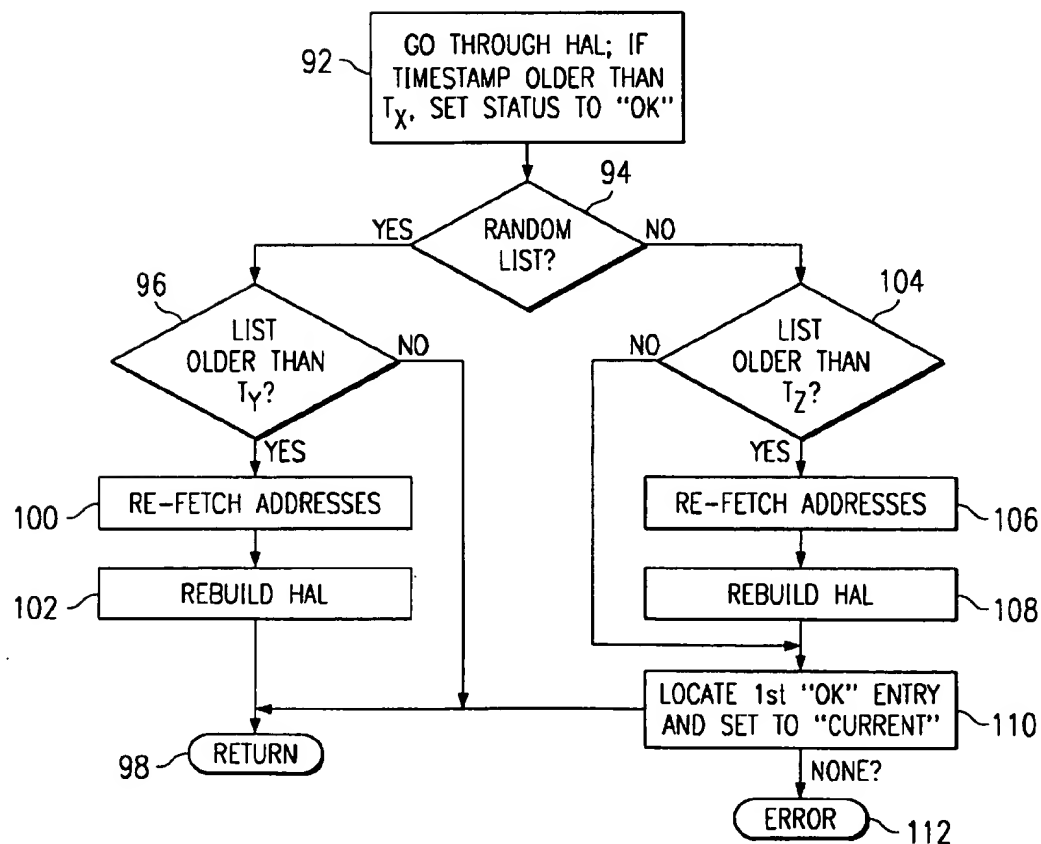 92
GO THROUGH HAL; IF
TIMESTAMP OLDER THAN
TX, SET STATUS TO "OK"
94
YES
RANDOM
LIST?
NO
96
LIST
OLDER THAN
TY?
NO
YES
104
NO
LIST
OLDER THAN
TZ?
YES
100
RE-FETCH ADDRESSES
RE-FETCH ADDRESSES
106
102
REBUILD HAL
REBUILD HAL
108
LOCATE 1st "OK" ENTRY
AND SET TO "CURRENT"
110
98
RETURN
NONE?
ERROR
112